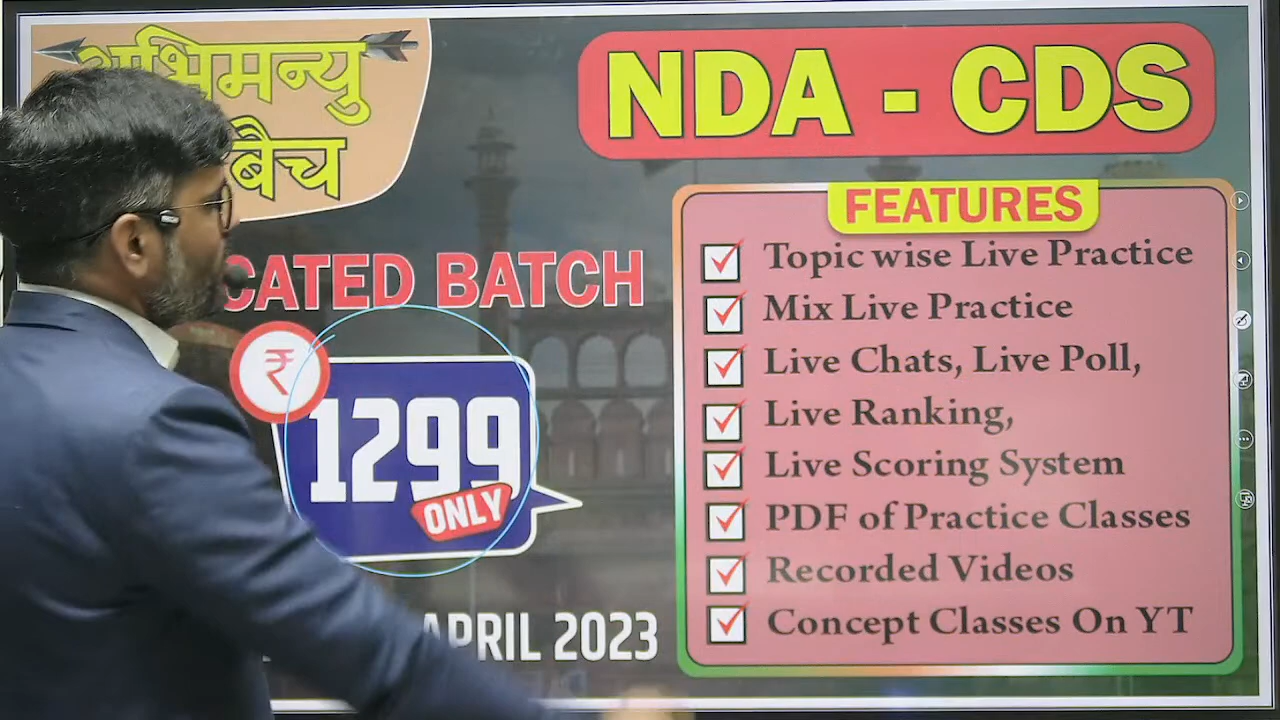 अभिमन्यु
बैच
NDA - CDS
FEATURES
Topic wise Live Practice
Mix Live Practice
Live Chats, Live Poll,
Live Ranking,
Live Scoring System
PDF of Practice Classes
Recorded Videos
Concept Classes On YT
BATCH
₹
1299
ONLY
APRIL 2023